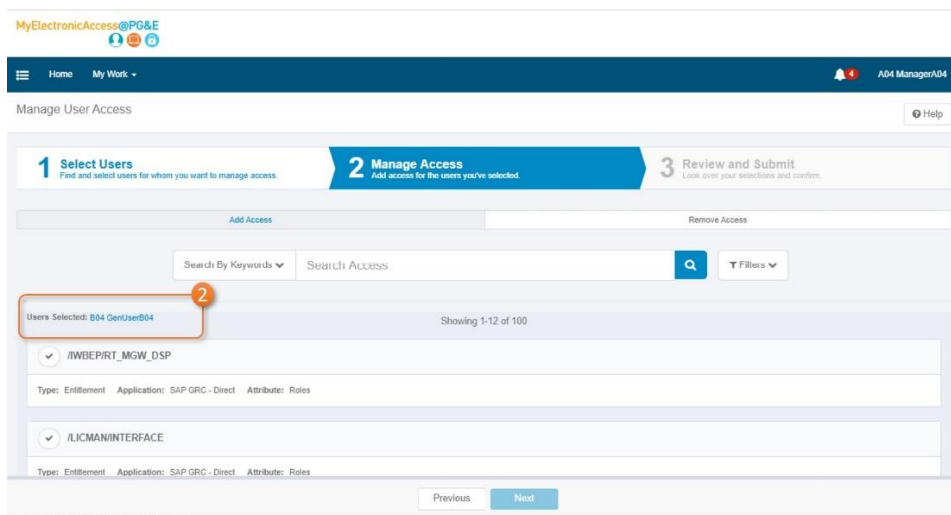 MyElectronicAccess@PG&E
Home My Work 4 A04 ManagerA04
Manage User Access Help
1 Select Users
Find and select users for whom you want to manage access.
2 Manage Access
Add access for the users you've selected.
3 Review and Submit
Look over your selections and confirm.
Add Access Remove Access
Search By Keywords Search Access Filters
2
Users Selected: B04 GenUserB04 Showing 1-12 of 100
/IWBEP/RT_MGW_DSP
Type: Entitlement Application: SAP GRC - Direct Attribute: Roles
/LICMAN/INTERFACE
Type: Entitlement Application: SAP GRC - Direct Attribute: Roles
Previous Next